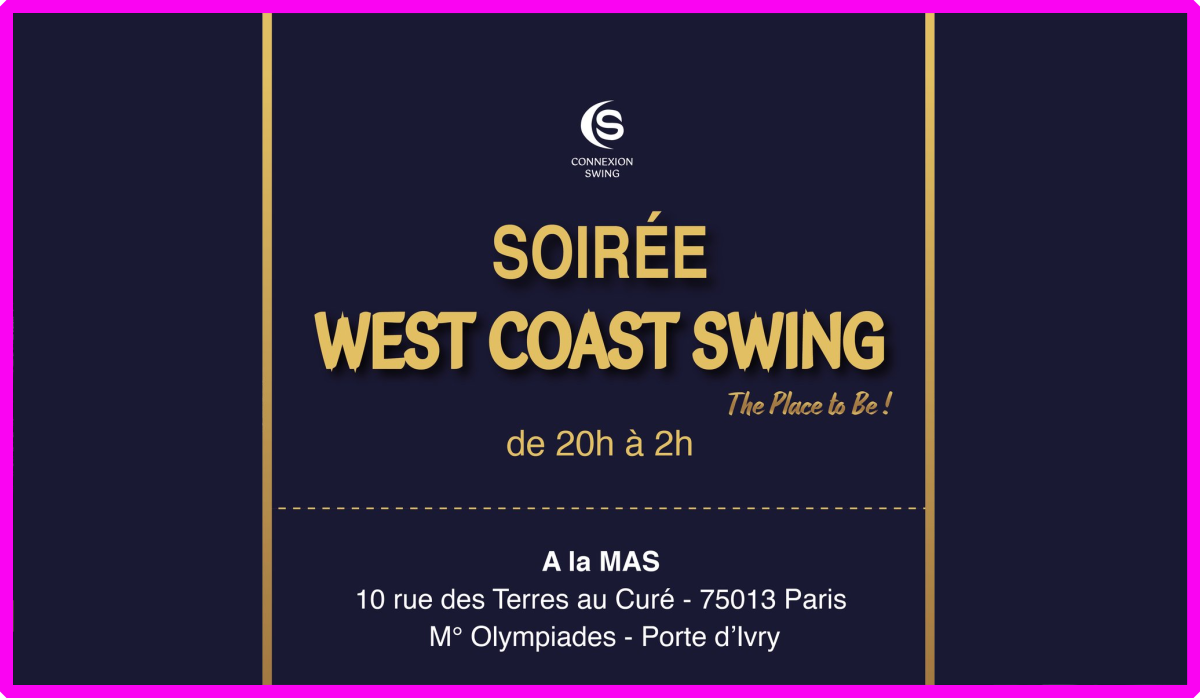 CONNEXION
SWING
SOIRÉE
WEST COAST SWING
The Place to Be !
de 20h à 2h
A la MAS
10 rue des Terres au Curé - 75013 Paris
M° Olympiades - Porte d’Ivry